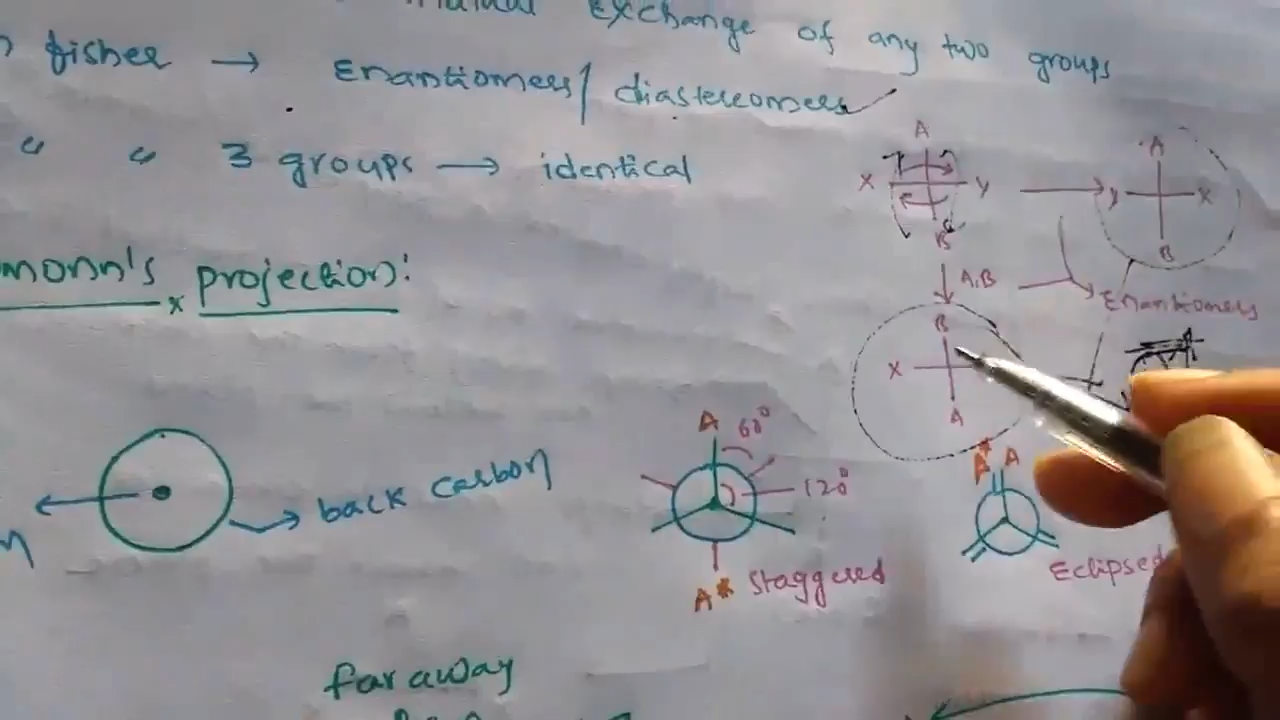 Exchange of any two groups
fisher → Enantiomers/ diastereomers
" " 3 groups → identical
A
X Y
B
A
y X
B
A,B
Enantiomers
B
X
A
projection:
back carbon
A 60°
120°
A* Staggered
A* A
Eclipsed
far away